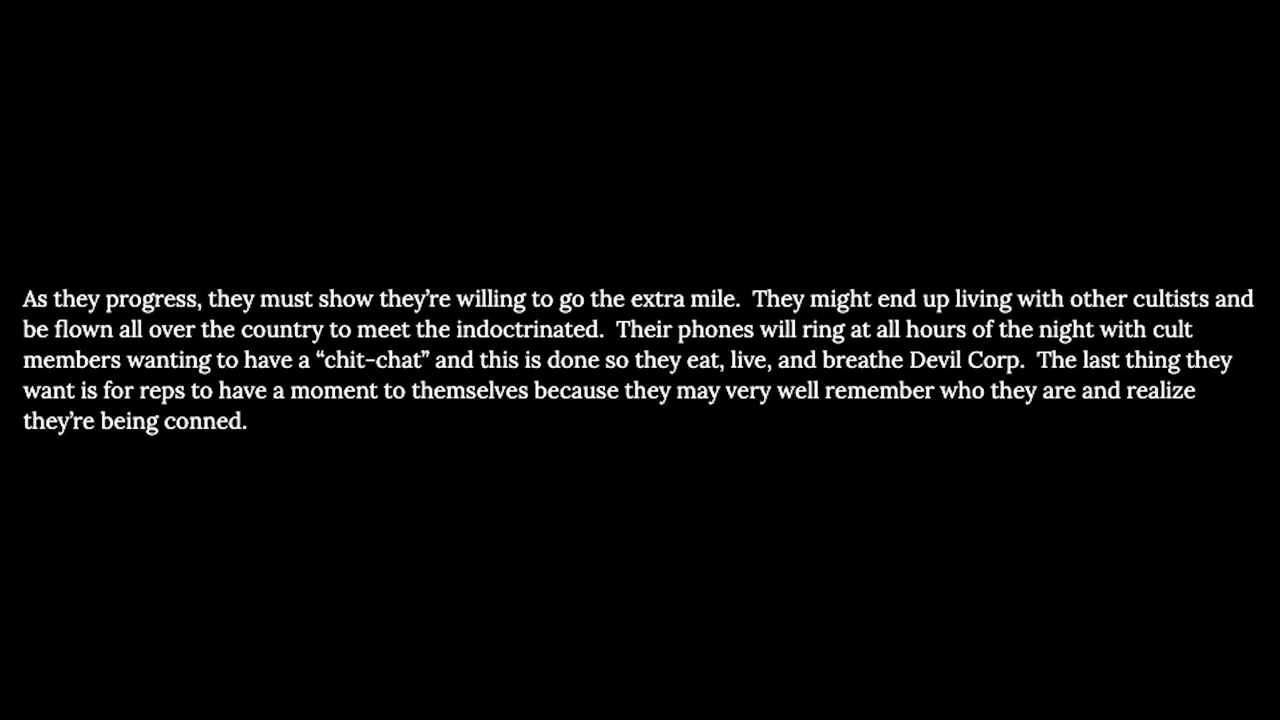 As they progress, they must show they’re willing to go the extra mile.  They might end up living with other cultists and
be flown all over the country to meet the indoctrinated.  Their phones will ring at all hours of the night with cult
members wanting to have a “chit-chat” and this is done so they eat, live, and breathe Devil Corp.  The last thing they
want is for reps to have a moment to themselves because they may very well remember who they are and realize
they’re being conned.